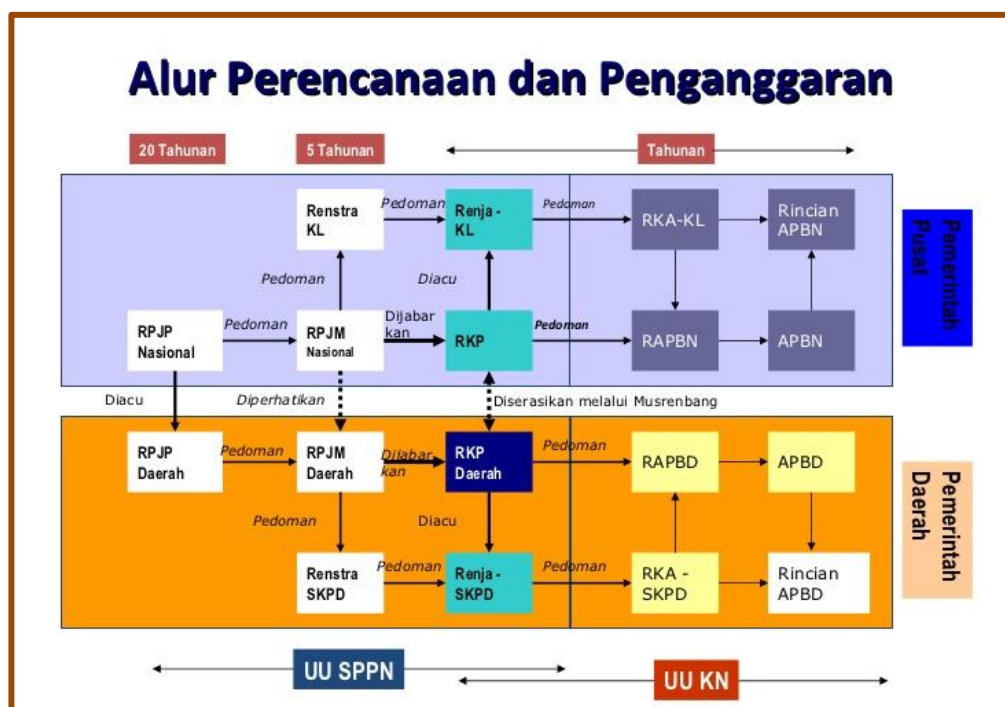 Alur Perencanaan dan Penganggaran
20 Tahunan
5 Tahunan
Tahunan
Renstra
KL
Pedoman
Renja -
KL
Pedoman
RKA-KL
Rincian
APBN
Pemerintah
Pusat
Pedoman
Diacu
RPJP
Nasional
Pedoman
RPJM
Nasional
Dijabar
kan
RKP
Pedoman
RAPBN
APBN
Diacu
Diperhatikan
Diserasikan melalui Musrenbang
RPJP
Daerah
Pedoman
RPJM
Daerah
Dijabar
kan
RKP
Daerah
Pedoman
RAPBD
APBD
Pemerintah
Daerah
Pedoman
Diacu
Renstra
SKPD
Pedoman
Renja-
SKPD
Pedoman
RKA -
SKPD
Rincian
APBD
UU SPPN
UU KN